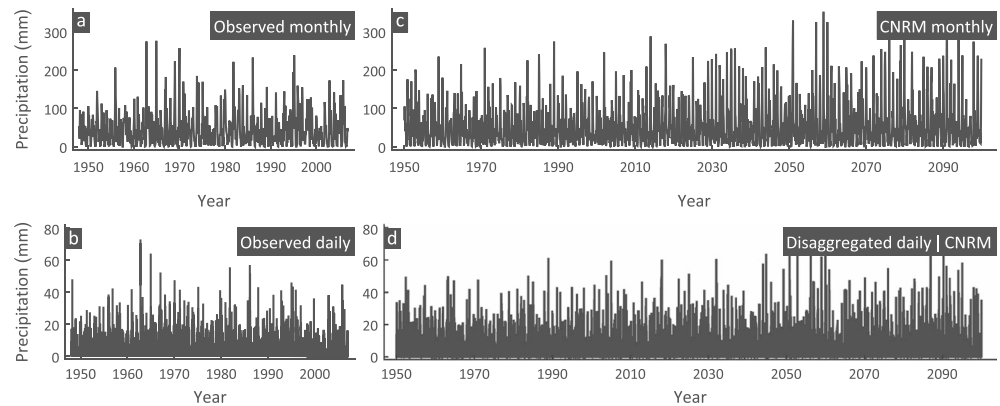 a
Observed monthly
Precipitation (mm)
300
200
100
0
1950 1960 1970 1980 1990 2000
Year
c
CNRM monthly
300
200
100
0
1950 1970 1990 2010 2030 2050 2070 2090
Year
b
Observed daily
Precipitation (mm)
80
60
40
20
0
1950 1960 1970 1980 1990 2000
Year
d
Disaggregated daily | CNRM
80
60
40
20
0
1950 1970 1990 2010 2030 2050 2070 2090
Year